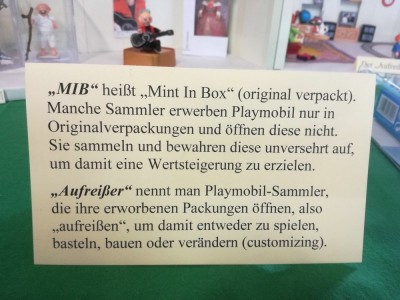 Der „Aufreißer“
„MIB“ heißt „Mint In Box“ (original verpackt).
Manche Sammler erwerben Playmobil nur in
Originalverpackungen und öffnen diese nicht.
Sie sammeln und bewahren diese unversehrt auf,
um damit eine Wertsteigerung zu erzielen.
„Aufreißer“ nennt man Playmobil-Sammler,
die ihre erworbenen Packungen öffnen, also
„aufreißen“, um damit entweder zu spielen,
basteln, bauen oder verändern (customizing).